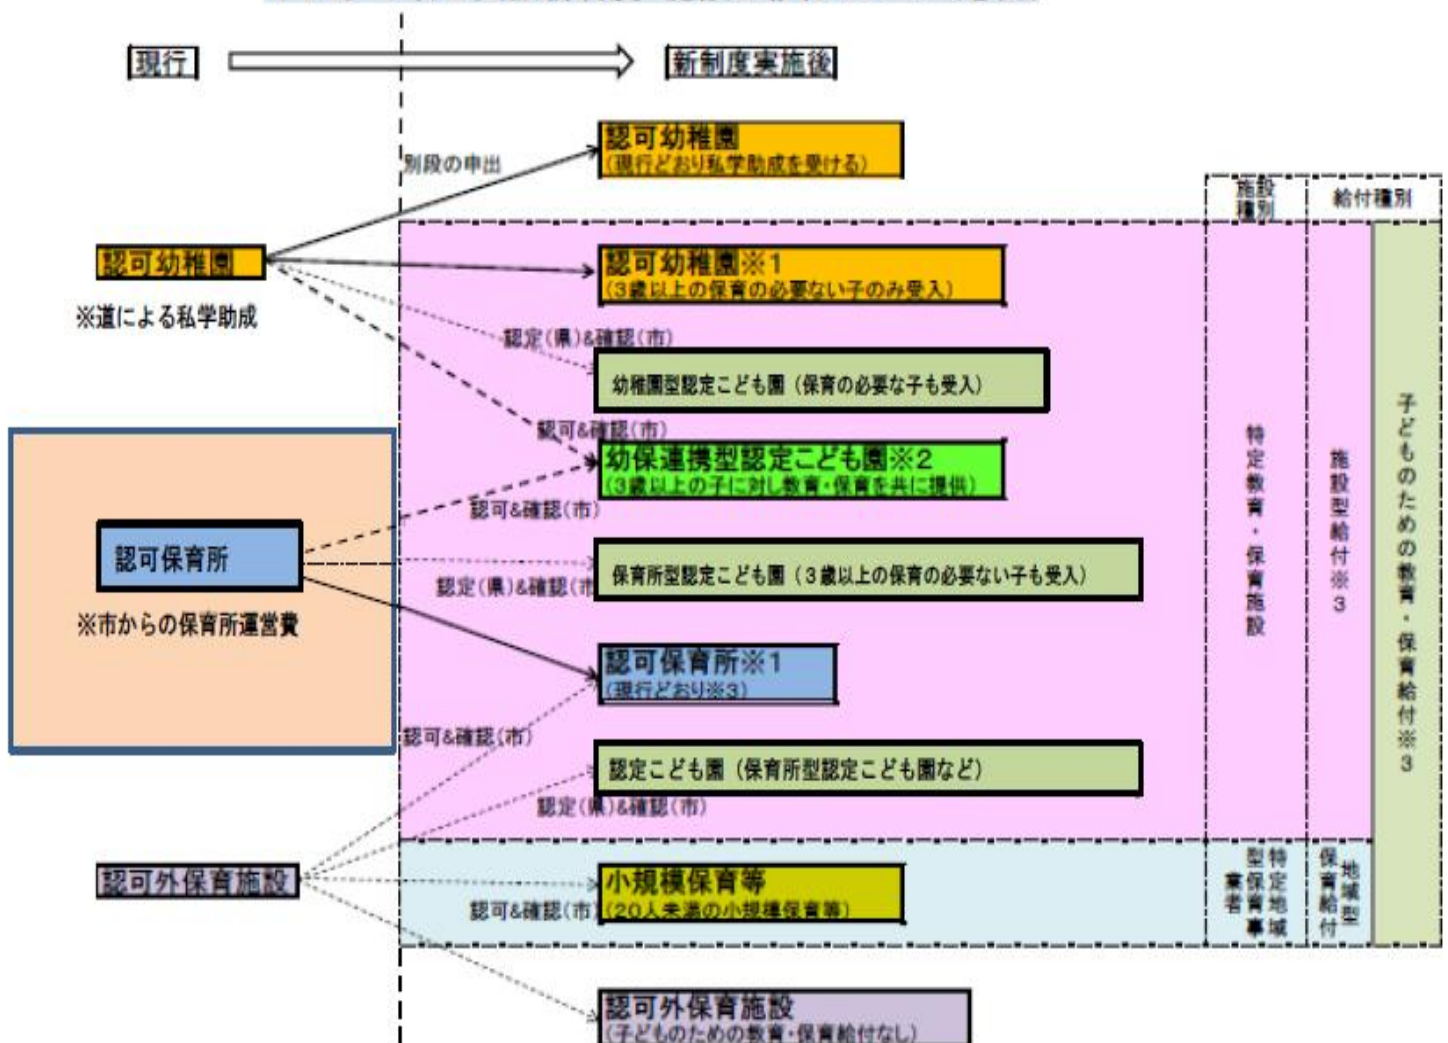 現行
新制度実施後
認可幼稚園
(現行どおり私学助成を受ける)
別段の申出
施設種別
給付種別
認可幼稚園
※道による私学助成
認可幼稚園※1
(3歳以上の保育の必要ない子のみ受入)
認定(県)&確認(市)
幼稚園型認定こども園(保育の必要な子も受入)
認可&確認(市)
幼保連携型認定こども園※2
(3歳以上の子に対し教育・保育を共に提供)
認可&確認(市)
認可保育所
※市からの保育所運営費
保育所型認定こども園(3歳以上の保育の必要ない子も受入)
認定(県)&確認(市
認可保育所※1
(現行どおり※3)
認可&確認(市)
認定こども園(保育所型認定こども園など)
認定(県)&確認(市)
特定教育・保育施設
施設型給付※3
子どものための教育・保育給付※3
認可外保育施設
小規模保育等
(20人未満の小規模保育等)
認可&確認(市)
特定地域型保育事業者
地域型保育給付
認可外保育施設
(子どものための教育・保育給付なし)